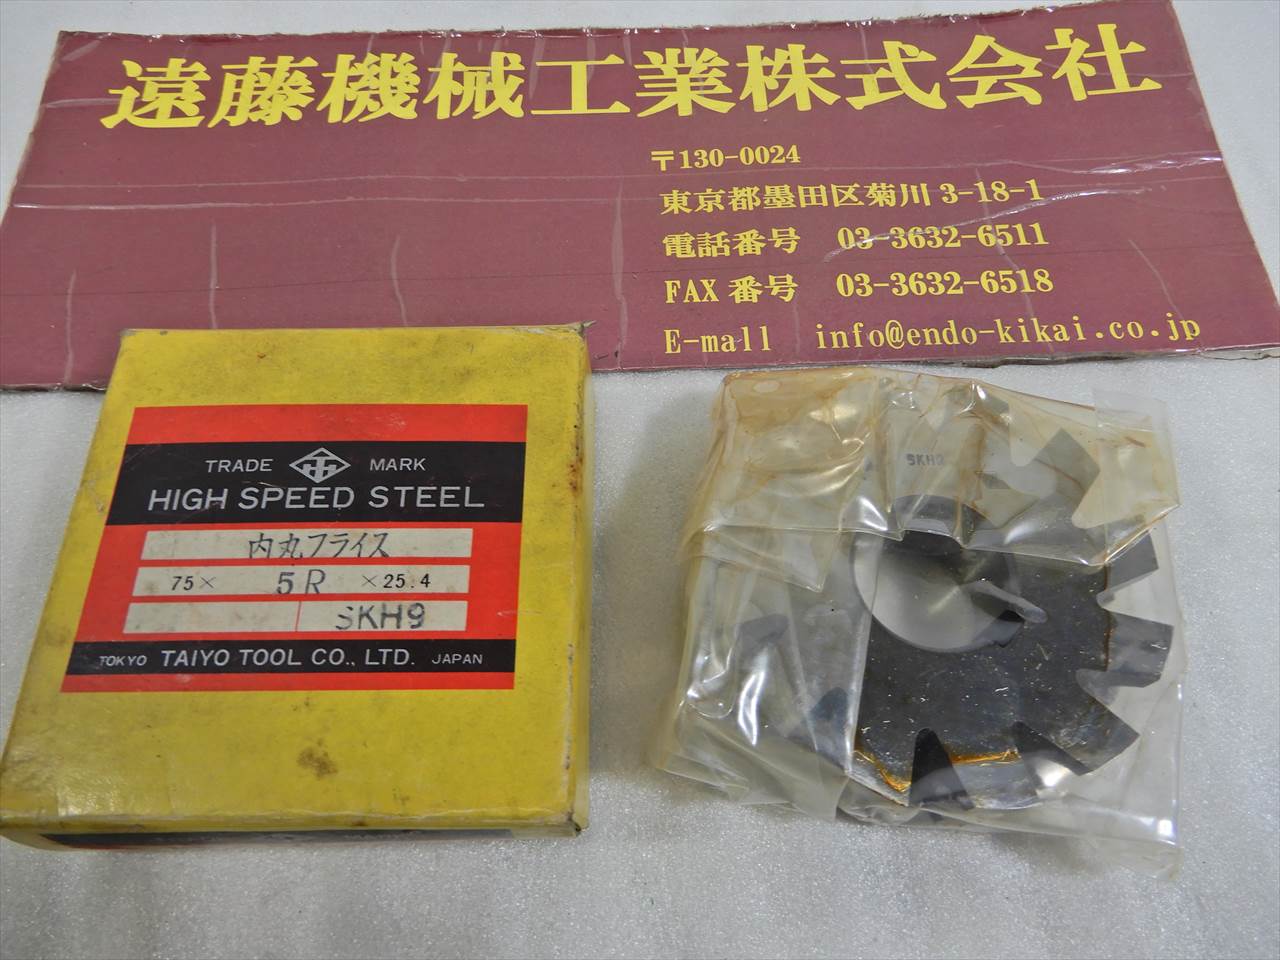 遠藤機械工業株式会社
〒130-0024
東京都墨田区菊川 3-18-1
電話番号 03-3632-6511
FAX 番号 03-3632-6518
E-mall info@endo-kikai.co.jp
TRADE MARK
HIGH SPEED STEEL
内丸フライス
75× 5R ×25.4
SKH9
TOKYO TAIYO TOOL CO., LTD. JAPAN
SKH9